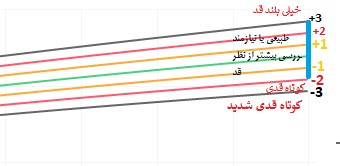 خیلی بلند قد
+3
+2
طبیعی یا نیازمند
+1
بررسی بیشتر از نظر
-1
قد
-2
کوتاه قدی
-3
کوتاه قدی شدید